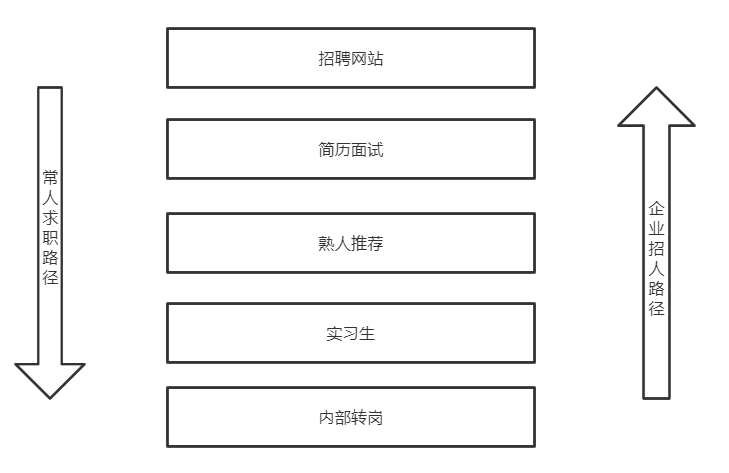 招聘网站
简历面试
熟人推荐
实习生
内部转岗
常人求职路径
企业招人路径